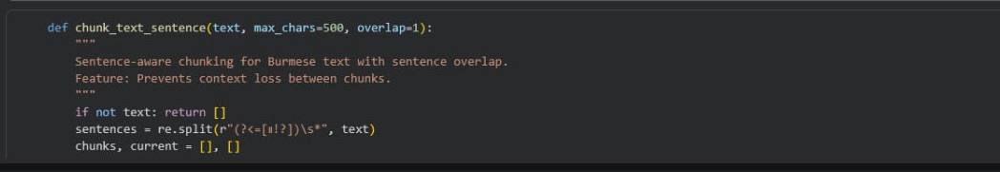 def chunk_text_sentence(text, max_chars=500, overlap=1):
"""
Sentence-aware chunking for Burmese text with sentence overlap.
Feature: Prevents context loss between chunks.
"""
if not text: return []
sentences = re.split(r"(?<=[။!?])\s*", text)
chunks, current = [], []